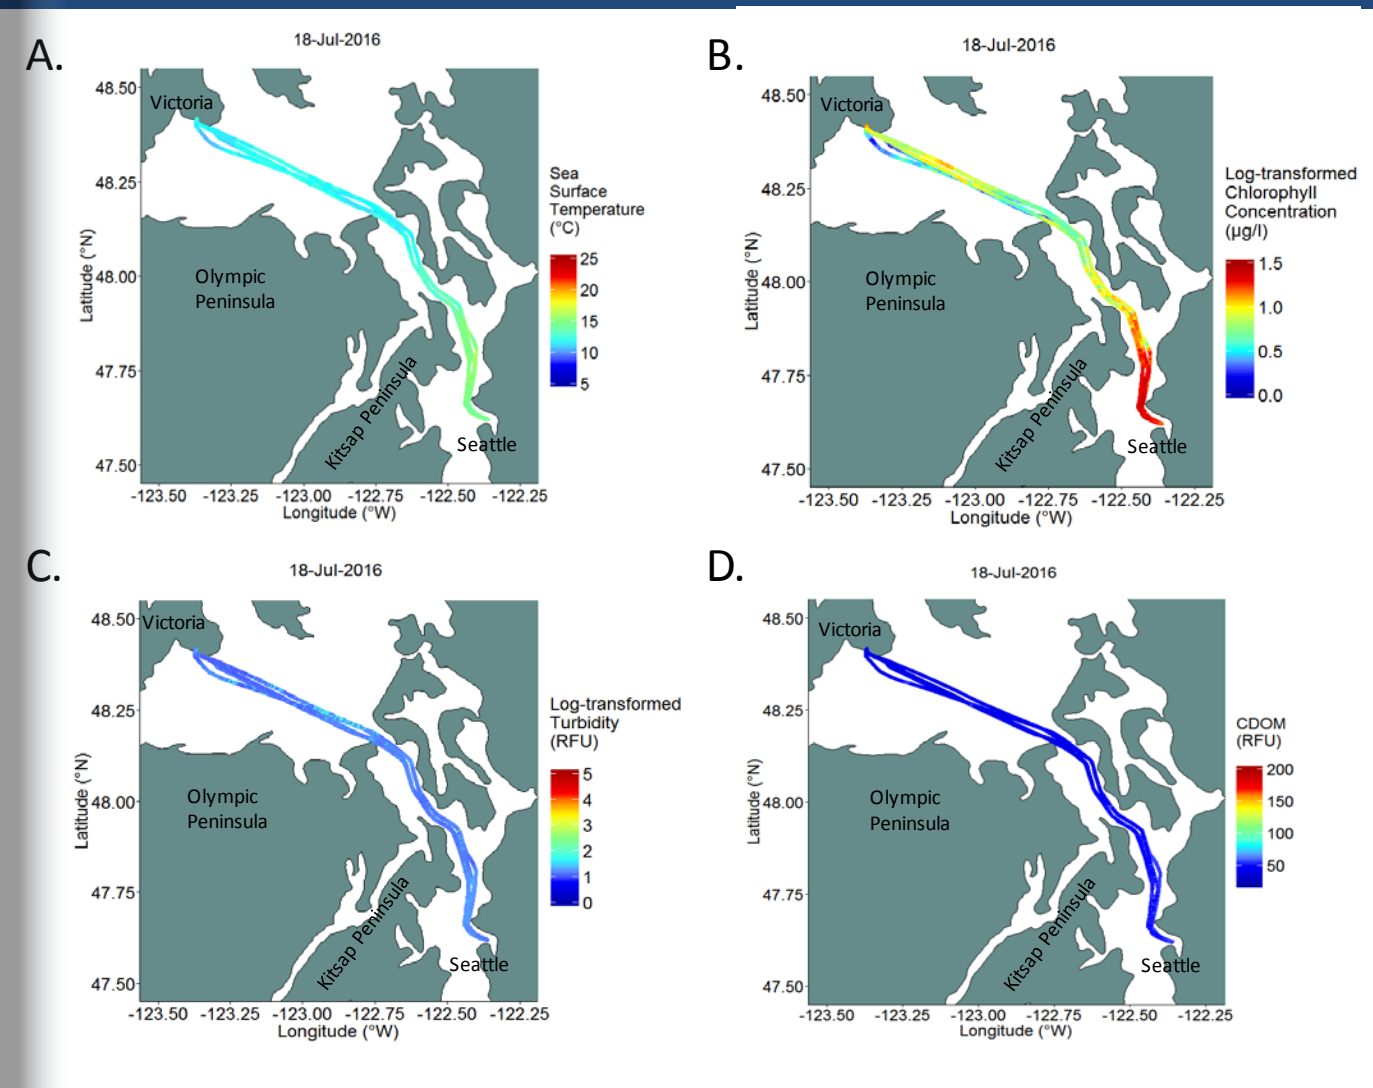 A.
18-Jul-2016
48.50
48.25
48.00
47.75
47.50
Latitude (°N)
Victoria
Olympic
Peninsula
Kitsap Peninsula
Seattle
-123.50 -123.25 -123.00 -122.75 -122.50 -122.25
Longitude (°W)
Sea
Surface
Temperature
(°C)
25
20
15
10
5
B.
18-Jul-2016
48.50
48.25
48.00
47.75
47.50
Latitude (°N)
Victoria
Olympic
Peninsula
Kitsap Peninsula
Seattle
-123.50 -123.25 -123.00 -122.75 -122.50 -122.25
Longitude (°W)
Log-transformed
Chlorophyll
Concentration
(µg/l)
1.5
1.0
0.5
0.0
C.
18-Jul-2016
48.50
48.25
48.00
47.75
47.50
Latitude (°N)
Victoria
Olympic
Peninsula
Kitsap Peninsula
Seattle
-123.50 -123.25 -123.00 -122.75 -122.50 -122.25
Longitude (°W)
Log-transformed
Turbidity
(RFU)
5
4
3
2
1
0
D.
18-Jul-2016
48.50
48.25
48.00
47.75
47.50
Latitude (°N)
Victoria
Olympic
Peninsula
Kitsap Peninsula
Seattle
-123.50 -123.25 -123.00 -122.75 -122.50 -122.25
Longitude (°W)
CDOM
(RFU)
200
150
100
50